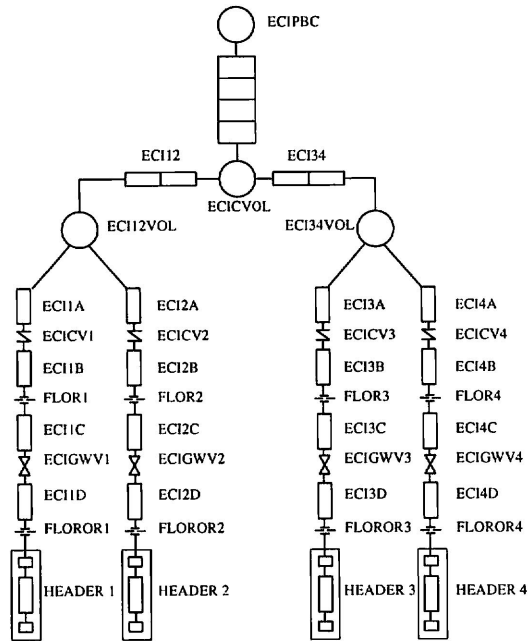 ECIPBC
ECI12
ECI34
ECICVOL
ECI12VOL
ECI34VOL
ECI1A
ECI2A
ECI3A
ECI4A
ECICV1
ECICV2
ECICV3
ECICV4
ECI1B
ECI2B
ECI3B
ECI4B
FLOR1
FLOR2
FLOR3
FLOR4
ECI1C
ECI2C
ECI3C
ECI4C
ECIGWV1
ECIGWV2
ECIGWV3
ECIGWV4
ECI1D
ECI2D
ECI3D
ECI4D
FLOROR1
FLOROR2
FLOROR3
FLOROR4
HEADER 1
HEADER 2
HEADER 3
HEADER 4